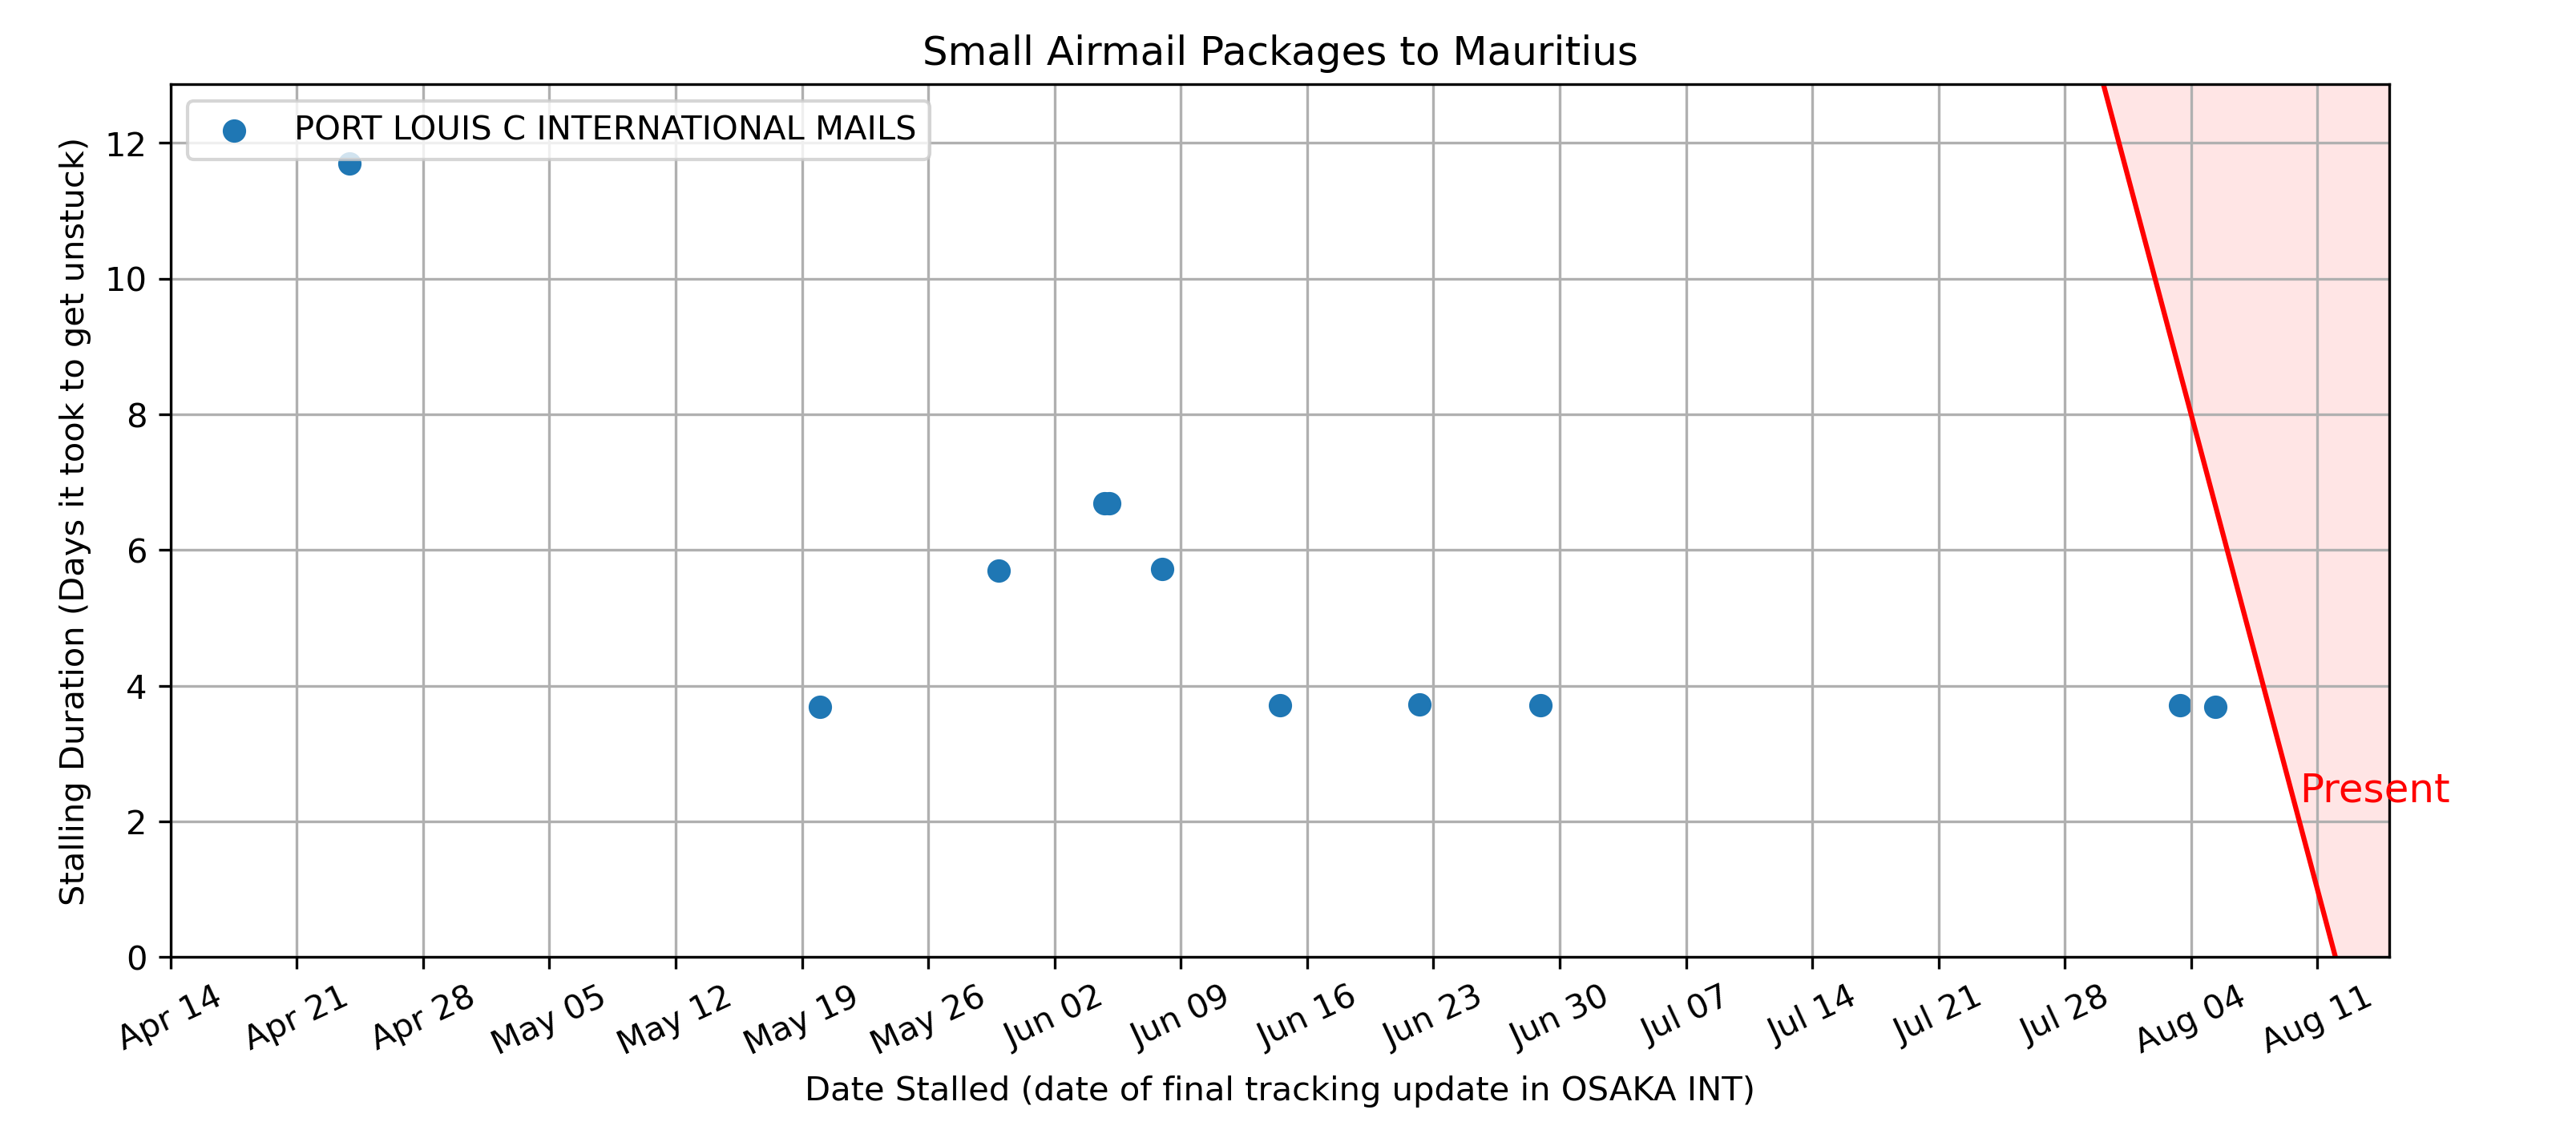 Small Airmail Packages to Mauritius
PORT LOUIS C INTERNATIONAL MAILS
Stalling Duration (Days it took to get unstuck)
12
10
8
6
4
2
0
Present
Apr 14
Apr 21
Apr 28
May 05
May 12
May 19
May 26
Jun 02
Jun 09
Jun 16
Jun 23
Jun 30
Jul 07
Jul 14
Jul 21
Jul 28
Aug 04
Aug 11
Date Stalled (date of final tracking update in OSAKA INT)